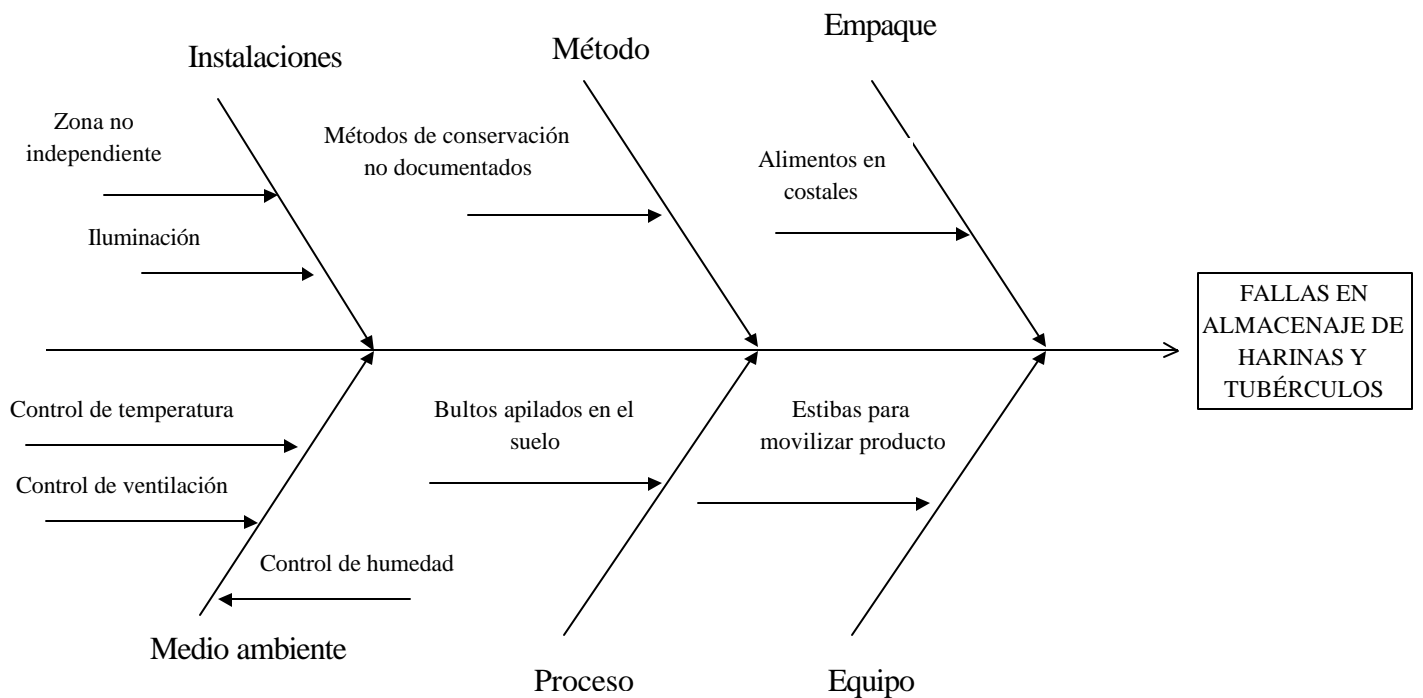 Empaque
Método
Instalaciones
Zona no
independiente
Métodos de conservación
no documentados
Alimentos en
costales
Iluminación
FALLAS EN
ALMACENAJE DE
HARINAS Y
TUBÉRCULOS
Control de temperatura
Bultos apilados en el
suelo
Estibas para
movilizar producto
Control de ventilación
Control de humedad
Medio ambiente
Proceso
Equipo